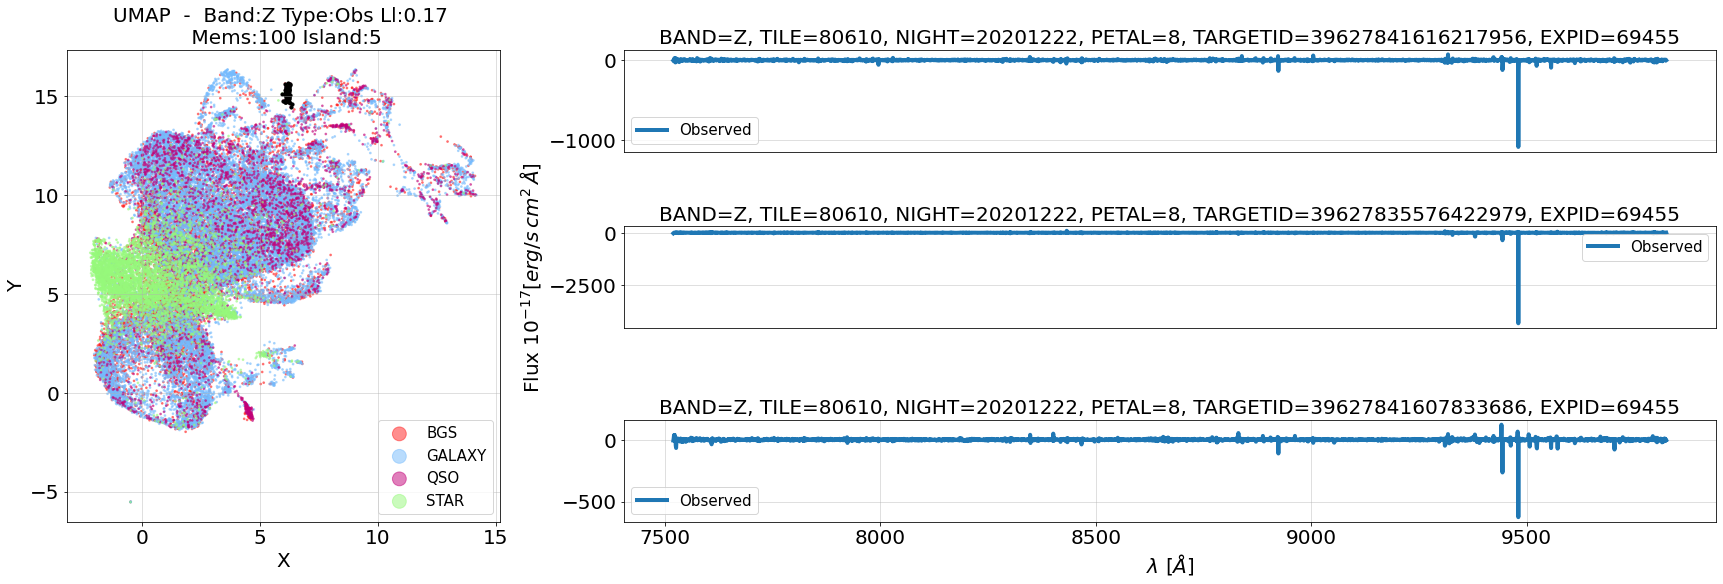 UMAP - Band:Z Type:Obs Ll:0.17
Mems:100 Island:5
15
10
5
0
−5
Y
0
5
10
15
X
BGS
GALAXY
QSO
STAR
Flux 10−17[erg/s cm2 Å]
BAND=Z, TILE=80610, NIGHT=20201222, PETAL=8, TARGETID=39627841616217956, EXPID=69455
0
−1000
Observed
BAND=Z, TILE=80610, NIGHT=20201222, PETAL=8, TARGETID=39627835576422979, EXPID=69455
0
−2500
Observed
BAND=Z, TILE=80610, NIGHT=20201222, PETAL=8, TARGETID=39627841607833686, EXPID=69455
0
−500
Observed
7500
8000
8500
9000
9500
λ [Å]